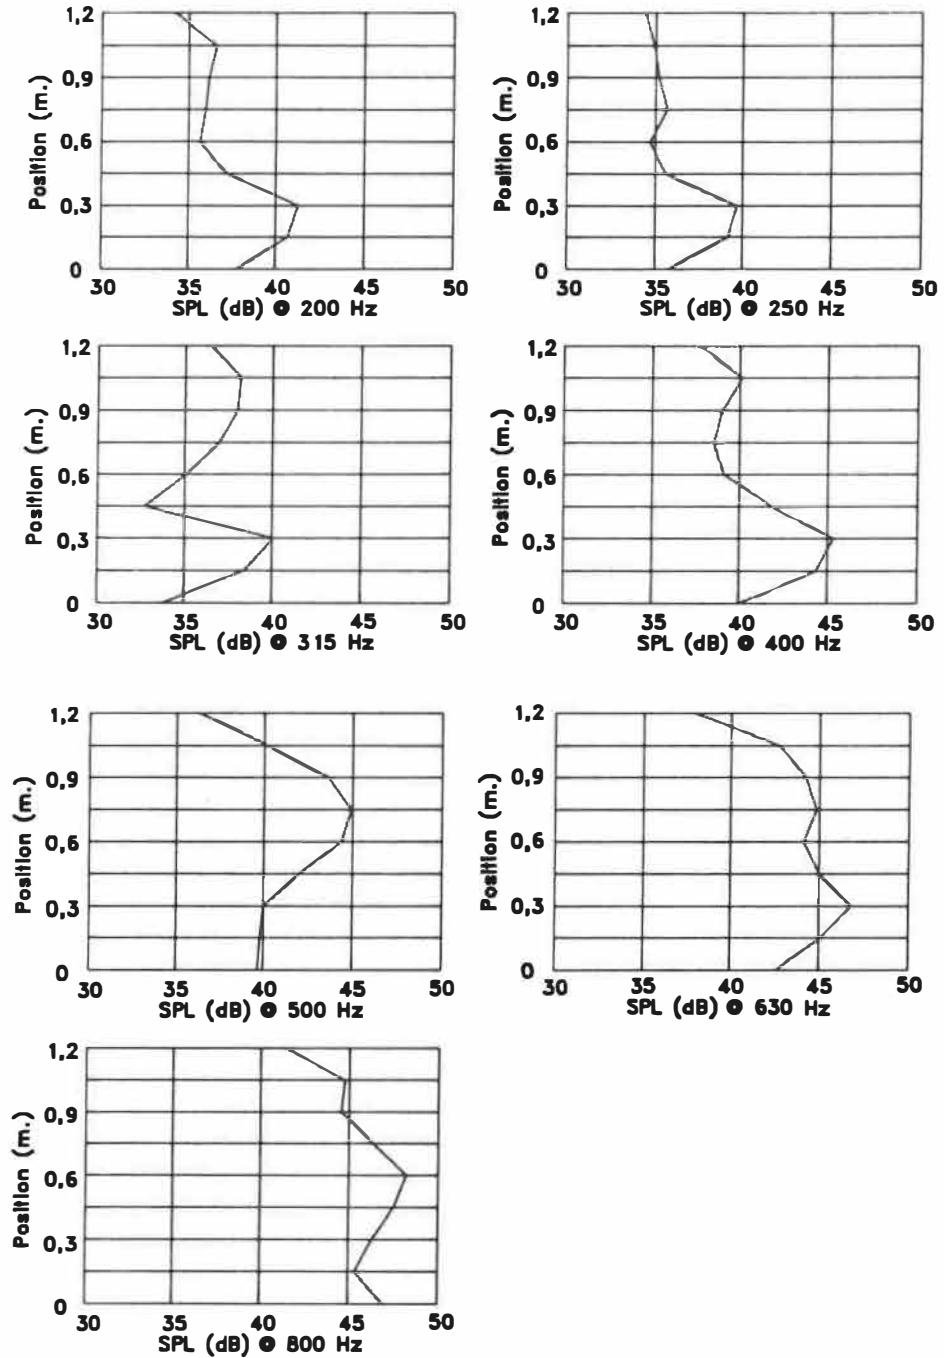 1,2
0,9
0,6
0,3
0
Position (m.)
30 35 40 45 50
SPL (dB) @ 200 Hz
1,2
0,9
0,6
0,3
0
Position (m.)
30 35 40 45 50
SPL (dB) @ 250 Hz
1,2
0,9
0,6
0,3
0
Position (m.)
30 35 40 45 50
SPL (dB) @ 315 Hz
1,2
0,9
0,6
0,3
0
Position (m.)
30 35 40 45 50
SPL (dB) @ 400 Hz
1,2
0,9
0,6
0,3
0
Position (m.)
30 35 40 45 50
SPL (dB) @ 500 Hz
1,2
0,9
0,6
0,3
0
Position (m.)
30 35 40 45 50
SPL (dB) @ 630 Hz
1,2
0,9
0,6
0,3
0
Position (m.)
30 35 40 45 50
SPL (dB) @ 800 Hz